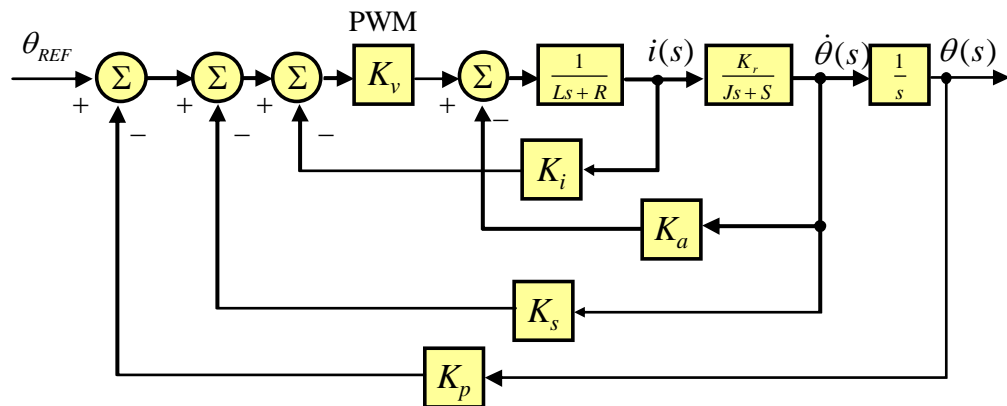 PWM
θ_REF Σ Σ Σ K_v Σ 1/(Ls + R) i(s) K_r/(Js + S) θ̇(s) 1/s θ(s)
+ + + +
− − − −
K_i
K_a
K_s
K_p